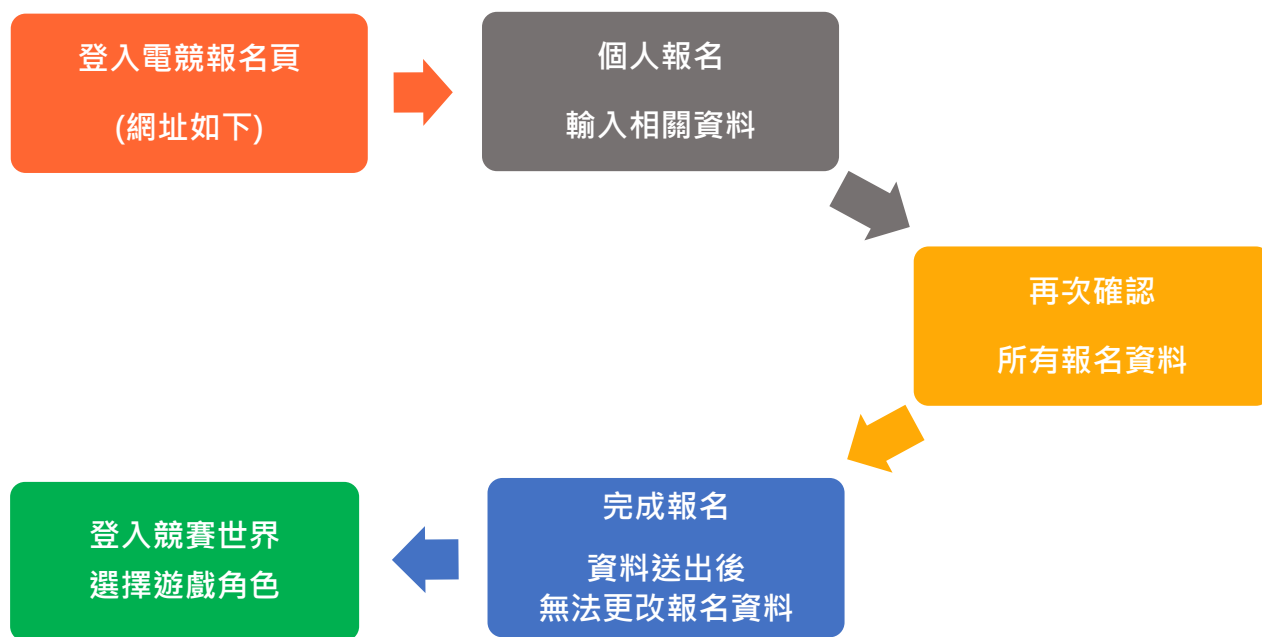 登入電競報名頁
(網址如下)
個人報名
輸入相關資料
再次確認
所有報名資料
完成報名
資料送出後
無法更改報名資料
登入競賽世界
選擇遊戲角色